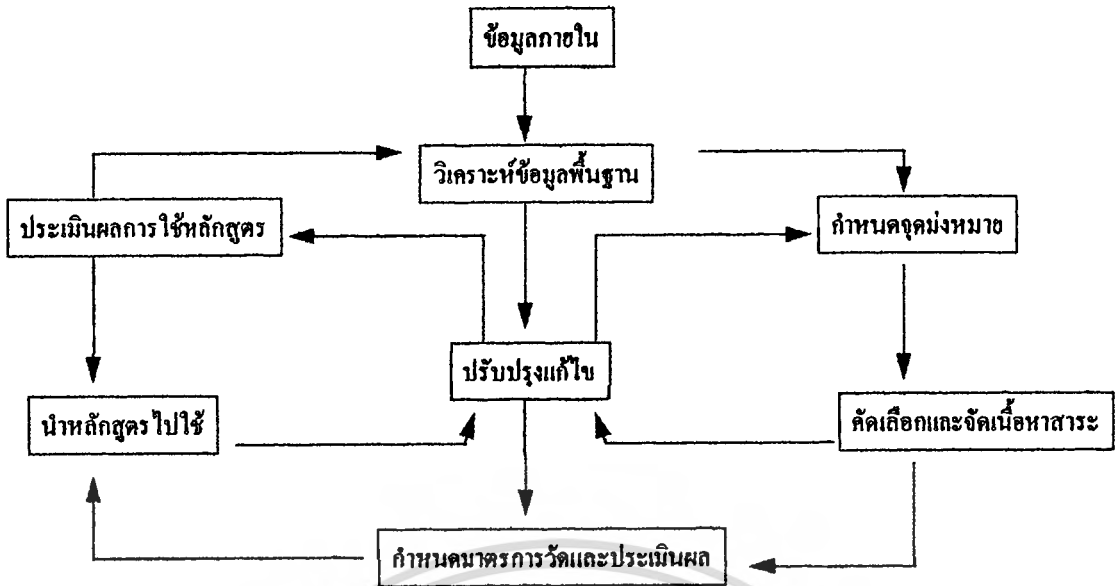 ข้อมูลภายใน
วิเคราะห์ข้อมูลพื้นฐาน
ประเมินผลการใช้หลักสูตร
กำหนดจุดมุ่งหมาย
ปรับปรุงแก้ไข
นำหลักสูตรไปใช้
คัดเลือกและจัดเนื้อหาสาระ
กำหนดมาตรการวัดและประเมินผล